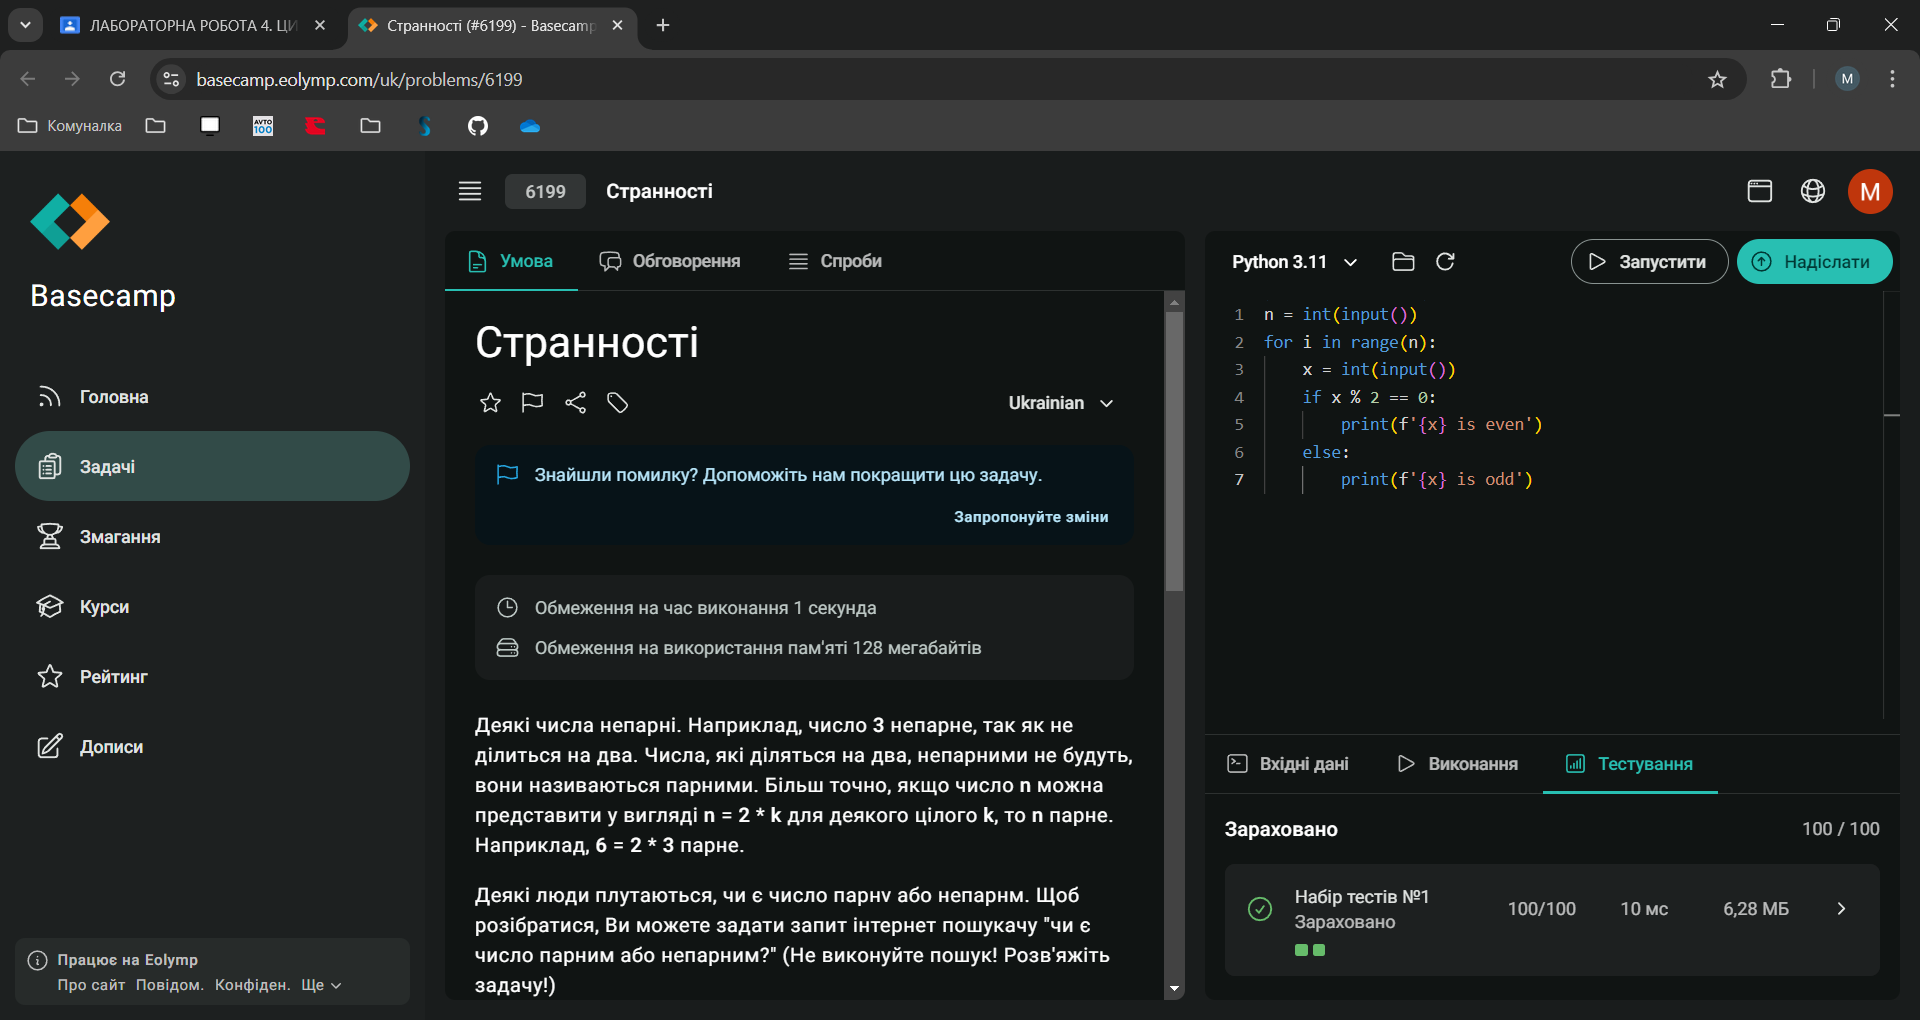 ЛАБОРАТОРНА РОБОТА 4. ЦИ
Странності (#6199) - Basecamp
basecamp.eolymp.com/uk/problems/6199
M
Комуналка
AVTO
100
Basecamp
Головна
Задачі
Змагання
Курси
Рейтинг
Дописи
Працює на Eolymp
Про сайт Повідом. Конфіден. Ще
6199 Странності
M
Умова Обговорення Спроби
Странності
Ukrainian
Знайшли помилку? Допоможіть нам покращити цю задачу.
Запропонуйте зміни
Обмеження на час виконання 1 секунда
Обмеження на використання пам'яті 128 мегабайтів
Деякі числа непарні. Наприклад, число 3 непарне, так як не
ділиться на два. Числа, які діляться на два, непарними не будуть,
вони називаються парними. Більш точно, якщо число n можна
представити у вигляді n = 2 * k для деякого цілого k, то n парне.
Наприклад, 6 = 2 * 3 парне.
Деякі люди плутаються, чи є число парнv або непарнм. Щоб
розібратися, Ви можете задати запит інтернет пошукачу "чи є
число парним або непарним?" (Не виконуйте пошук! Розв'яжіть
задачу!)
Python 3.11 Запустити Надіслати
1 n = int(input())
2 for i in range(n):
3 x = int(input())
4 if x % 2 == 0:
5 print(f'{x} is even')
6 else:
7 print(f'{x} is odd')
Вхідні дані Виконання Тестування
Зараховано 100 / 100
Набір тестів №1 100/100 10 мс 6,28 МБ
Зараховано